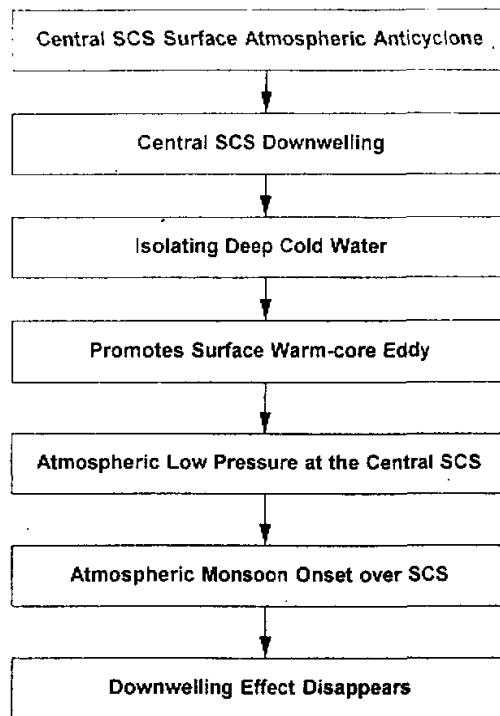 Central SCS Surface Atmospheric Anticyclone
Central SCS Downwelling
Isolating Deep Cold Water
Promotes Surface Warm-core Eddy
Atmospheric Low Pressure at the Central SCS
Atmospheric Monsoon Onset over SCS
Downwelling Effect Disappears